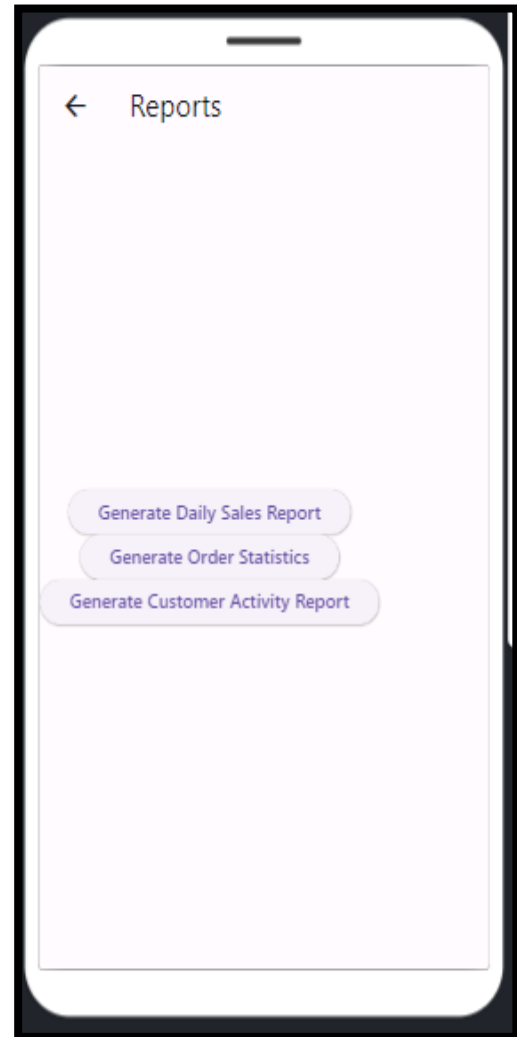 Reports
Generate Daily Sales Report
Generate Order Statistics
Generate Customer Activity Report